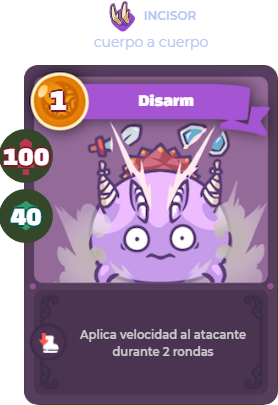 INCISOR
cuerpo a cuerpo
1
Disarm
100
40
Aplica velocidad al atacante
durante 2 rondas